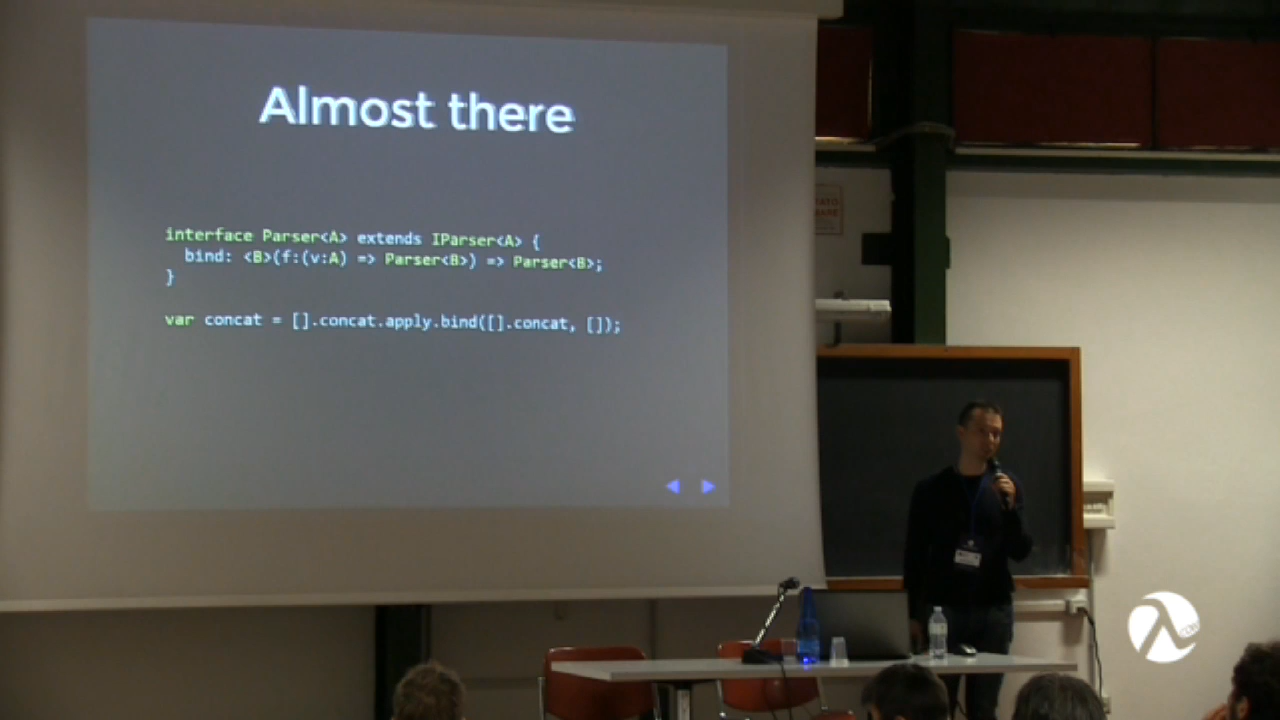 Almost there
interface Parser<A> extends IParser<A> {
bind: <B>(f:(v:A) => Parser<B>) => Parser<B>;
}
var concat = [].concat.apply.bind([].concat, []);